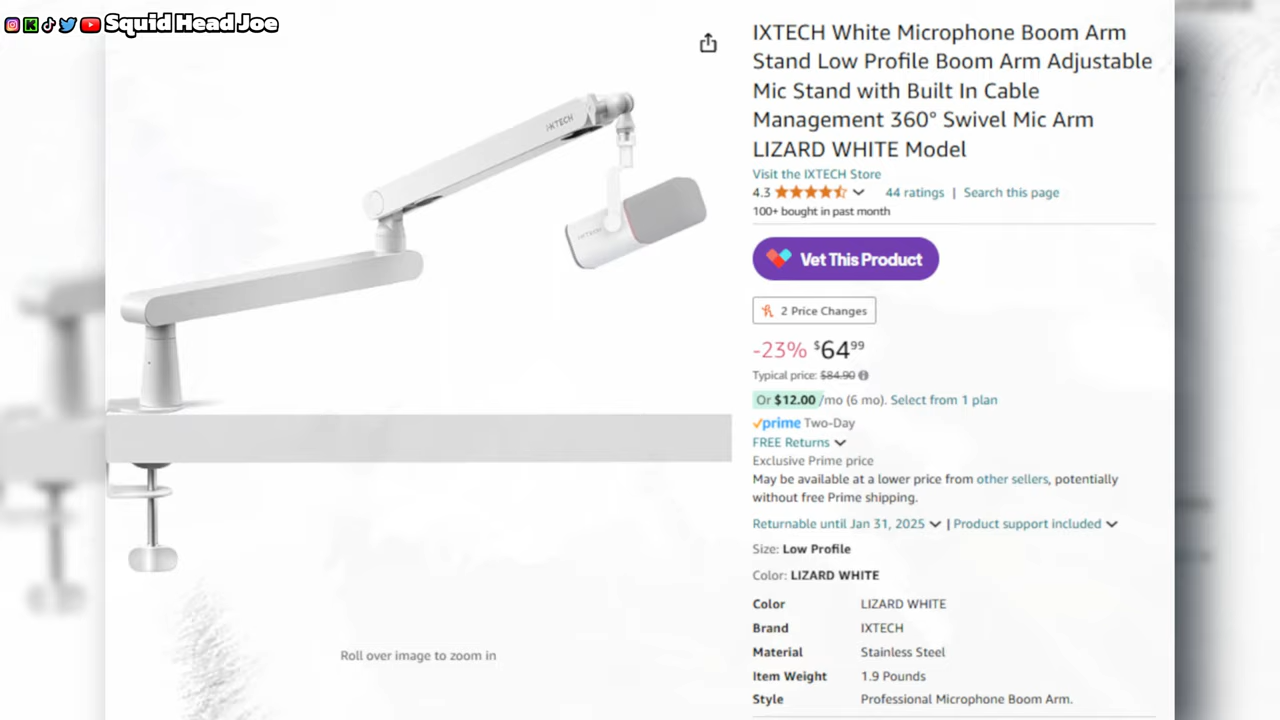 Squid Head Joe
IXTECH White Microphone Boom Arm
Stand Low Profile Boom Arm Adjustable
Mic Stand with Built In Cable
Management 360° Swivel Mic Arm
LIZARD WHITE Model
Visit the IXTECH Store
4.3 44 ratings | Search this page
100+ bought in past month
Vet This Product
2 Price Changes
-23% $64.99
Typical price: $84.90
Or $12.00 /mo (6 mo). Select from 1 plan
prime Two-Day
FREE Returns
Exclusive Prime price
May be available at a lower price from other sellers, potentially
without free Prime shipping.
Returnable until Jan 31, 2025 | Product support included
Size: Low Profile
Color: LIZARD WHITE
Color LIZARD WHITE
Brand IXTECH
Material Stainless Steel
Item Weight 1.9 Pounds
Style Professional Microphone Boom Arm.
IXTECH
IXTECH
Roll over image to zoom in